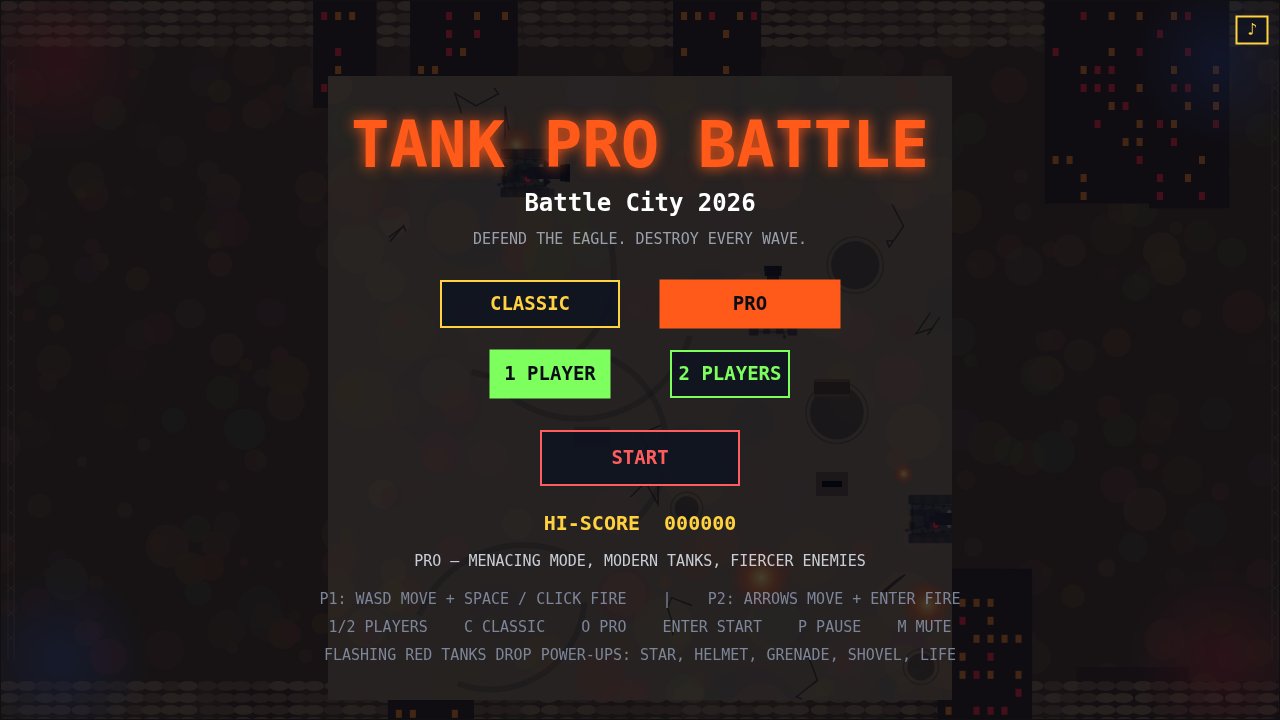 ♪
TANK PRO BATTLE
Battle City 2026
DEFEND THE EAGLE. DESTROY EVERY WAVE.
CLASSIC PRO
1 PLAYER 2 PLAYERS
START
HI-SCORE 000000
PRO — MENACING MODE, MODERN TANKS, FIERCER ENEMIES
P1: WASD MOVE + SPACE / CLICK FIRE | P2: ARROWS MOVE + ENTER FIRE
1/2 PLAYERS C CLASSIC O PRO ENTER START P PAUSE M MUTE
FLASHING RED TANKS DROP POWER-UPS: STAR, HELMET, GRENADE, SHOVEL, LIFE